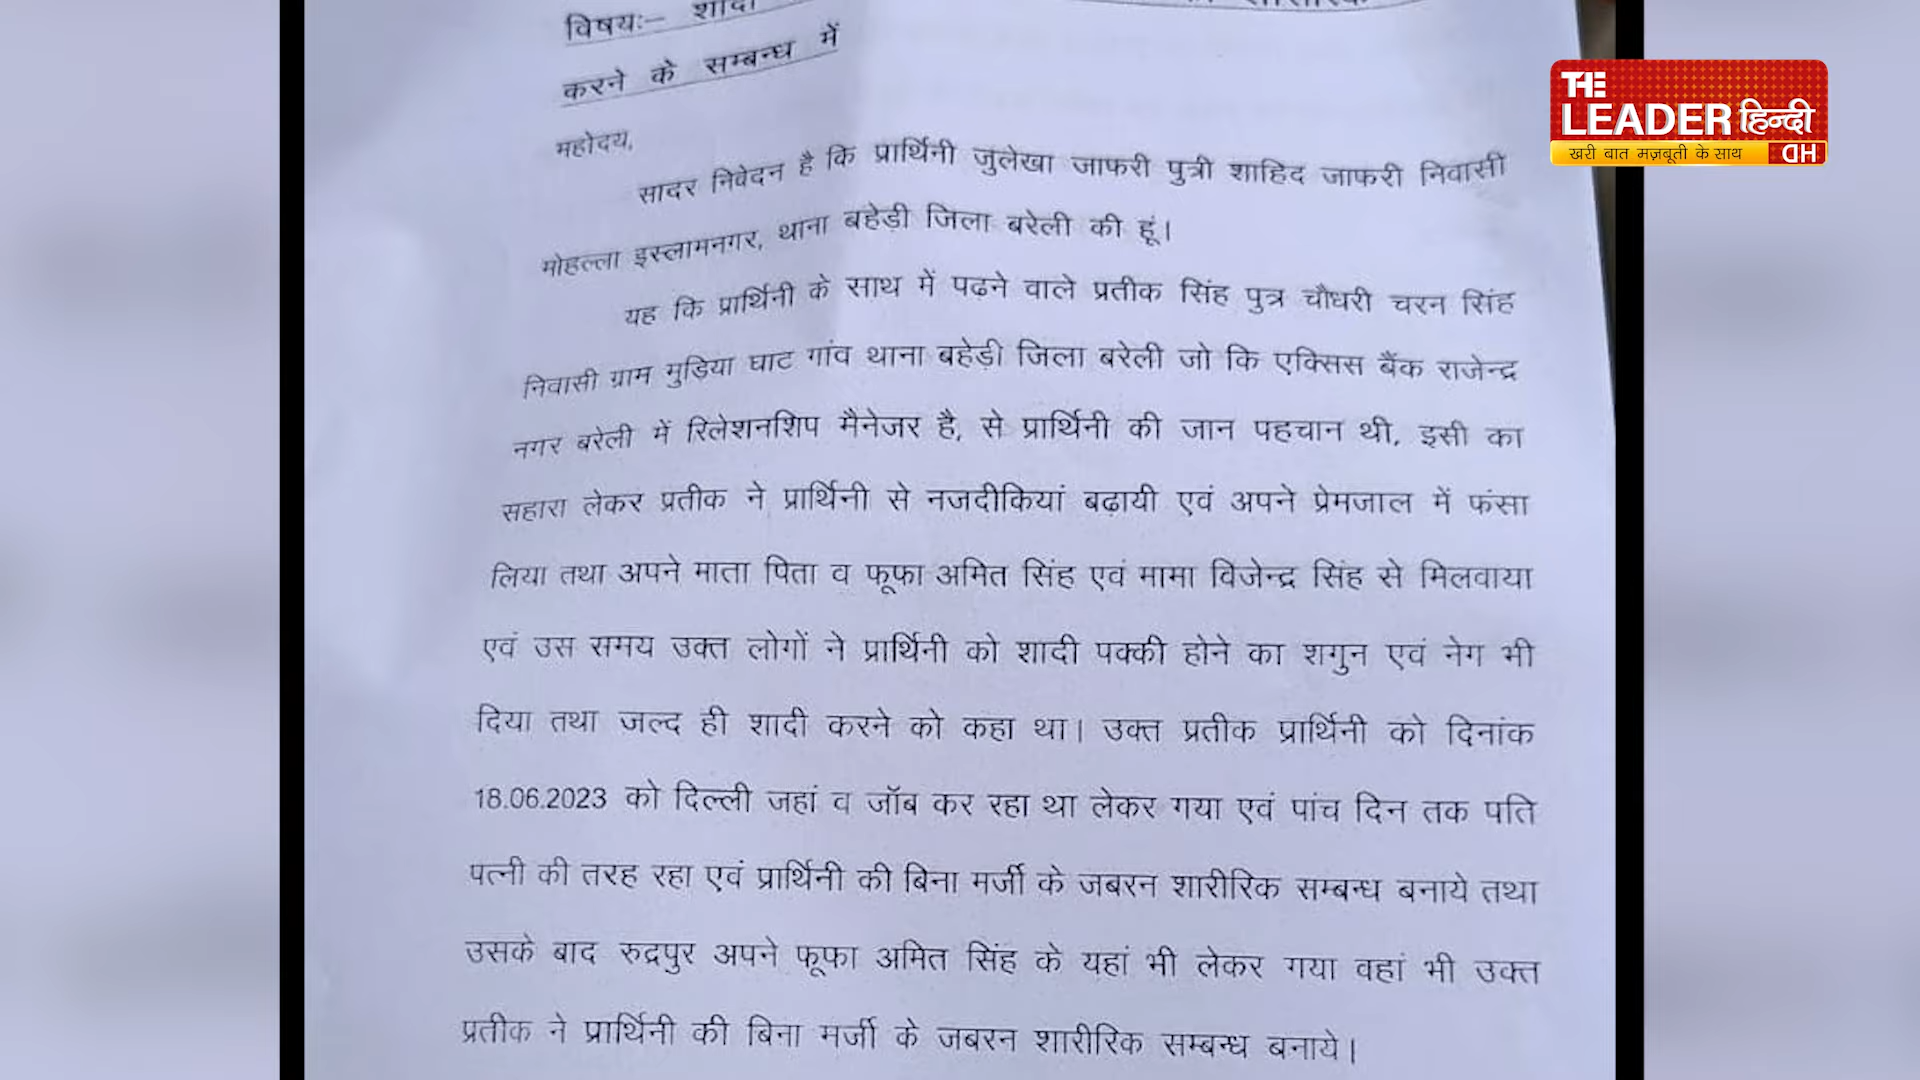 विषयः– शादी
करने के सम्बन्ध में
महोदय,
सादर निवेदन है कि प्रार्थिनी जुलेखा जाफरी पुत्री शाहिद जाफरी निवासी
मोहल्ला इस्लामनगर, थाना बहेड़ी जिला बरेली की हूं।
यह कि प्रार्थिनी के साथ में पढने वाले प्रतीक सिंह पुत्र चौधरी चरन सिंह
निवासी ग्राम मुड़िया घाट गांव थाना बहेड़ी जिला बरेली जो कि एक्सिस बैंक राजेन्द्र
नगर बरेली में रिलेशनशिप मैनेजर है, से प्रार्थिनी की जान पहचान थी, इसी का
सहारा लेकर प्रतीक ने प्रार्थिनी से नजदीकियां बढ़ायी एवं अपने प्रेमजाल में फंसा
लिया तथा अपने माता पिता व फूफा अमित सिंह एवं मामा विजेन्द्र सिंह से मिलवाया
एवं उस समय उक्त लोगों ने प्रार्थिनी को शादी पक्की होने का शगुन एवं नेग भी
दिया तथा जल्द ही शादी करने को कहा था। उक्त प्रतीक प्रार्थिनी को दिनांक
18.06.2023 को दिल्ली जहां व जॉब कर रहा था लेकर गया एवं पांच दिन तक पति
पत्नी की तरह रहा एवं प्रार्थिनी की बिना मर्जी के जबरन शारीरिक सम्बन्ध बनाये तथा
उसके बाद रुद्रपुर अपने फूफा अमित सिंह के यहां भी लेकर गया वहां भी उक्त
प्रतीक ने प्रार्थिनी की बिना मर्जी के जबरन शारीरिक सम्बन्ध बनाये।
THE
LEADER हिन्दी
खरी बात मज़बूती के साथ HD